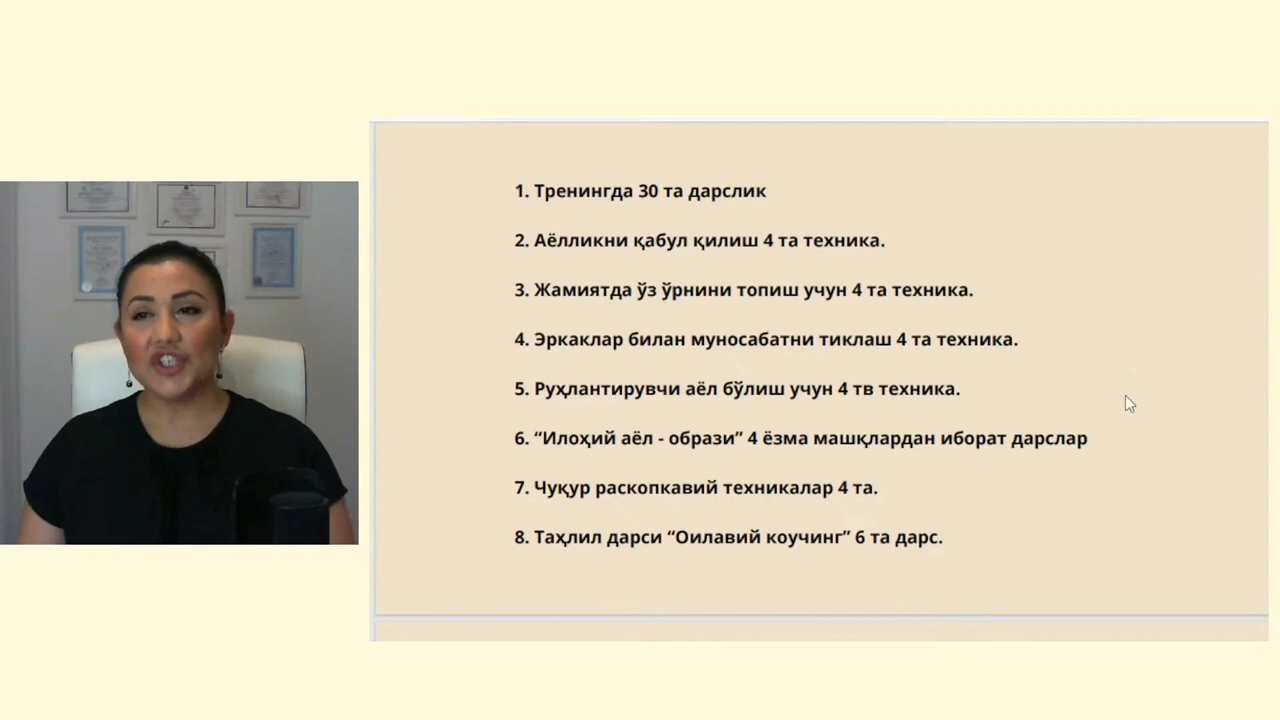 1. Тренингда 30 та дарслик
2. Аёлликни қабул қилиш 4 та техника.
3. Жамиятда ўз ўрнини топиш учун 4 та техника.
4. Эркаклар билан муносабатни тиклаш 4 та техника.
5. Руҳлантирувчи аёл бўлиш учун 4 тв техника.
6. “Илоҳий аёл - образи” 4 ёзма машқлардан иборат дарслар
7. Чуқур раскопкавий техникалар 4 та.
8. Таҳлил дарси “Оилавий коучинг” 6 та дарс.